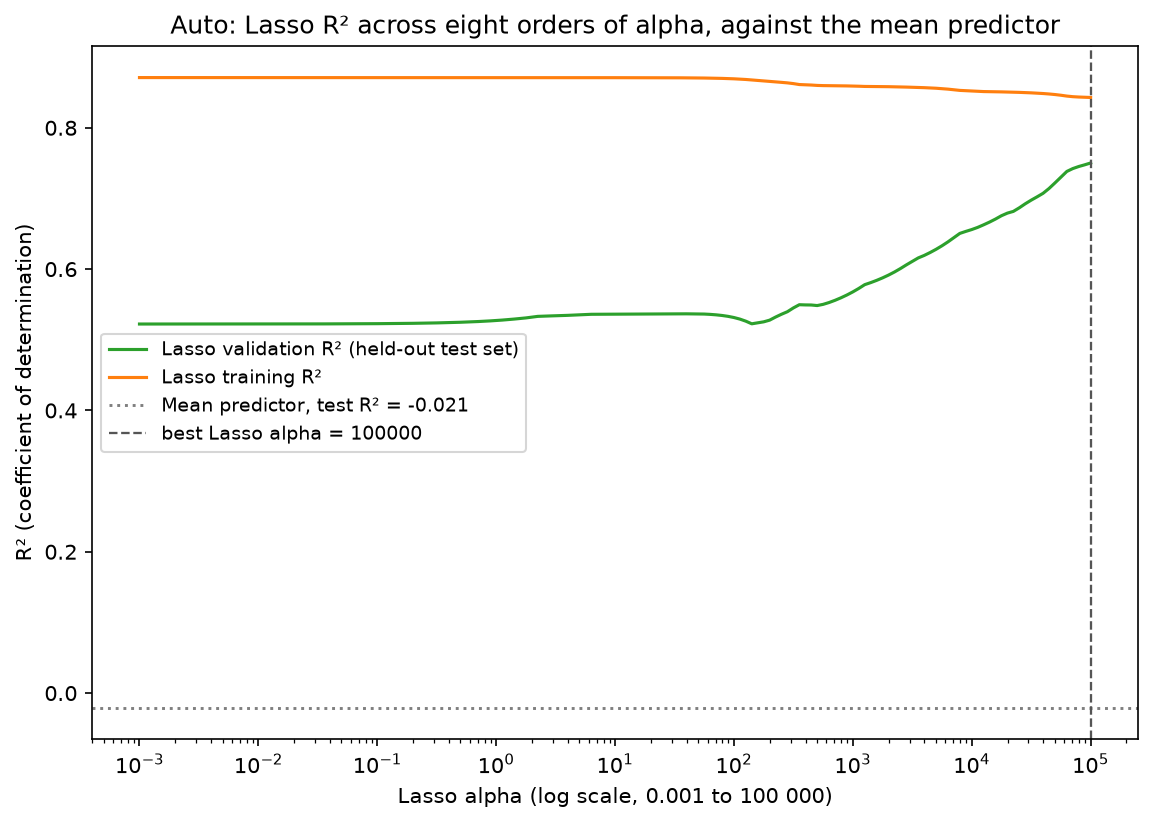 Auto: Lasso R² across eight orders of alpha, against the mean predictor
R² (coefficient of determination)
0.8
0.6
0.4
0.2
0.0
Lasso validation R² (held-out test set)
Lasso training R²
Mean predictor, test R² = -0.021
best Lasso alpha = 100000
10⁻³ 10⁻² 10⁻¹ 10⁰ 10¹ 10² 10³ 10⁴ 10⁵
Lasso alpha (log scale, 0.001 to 100 000)